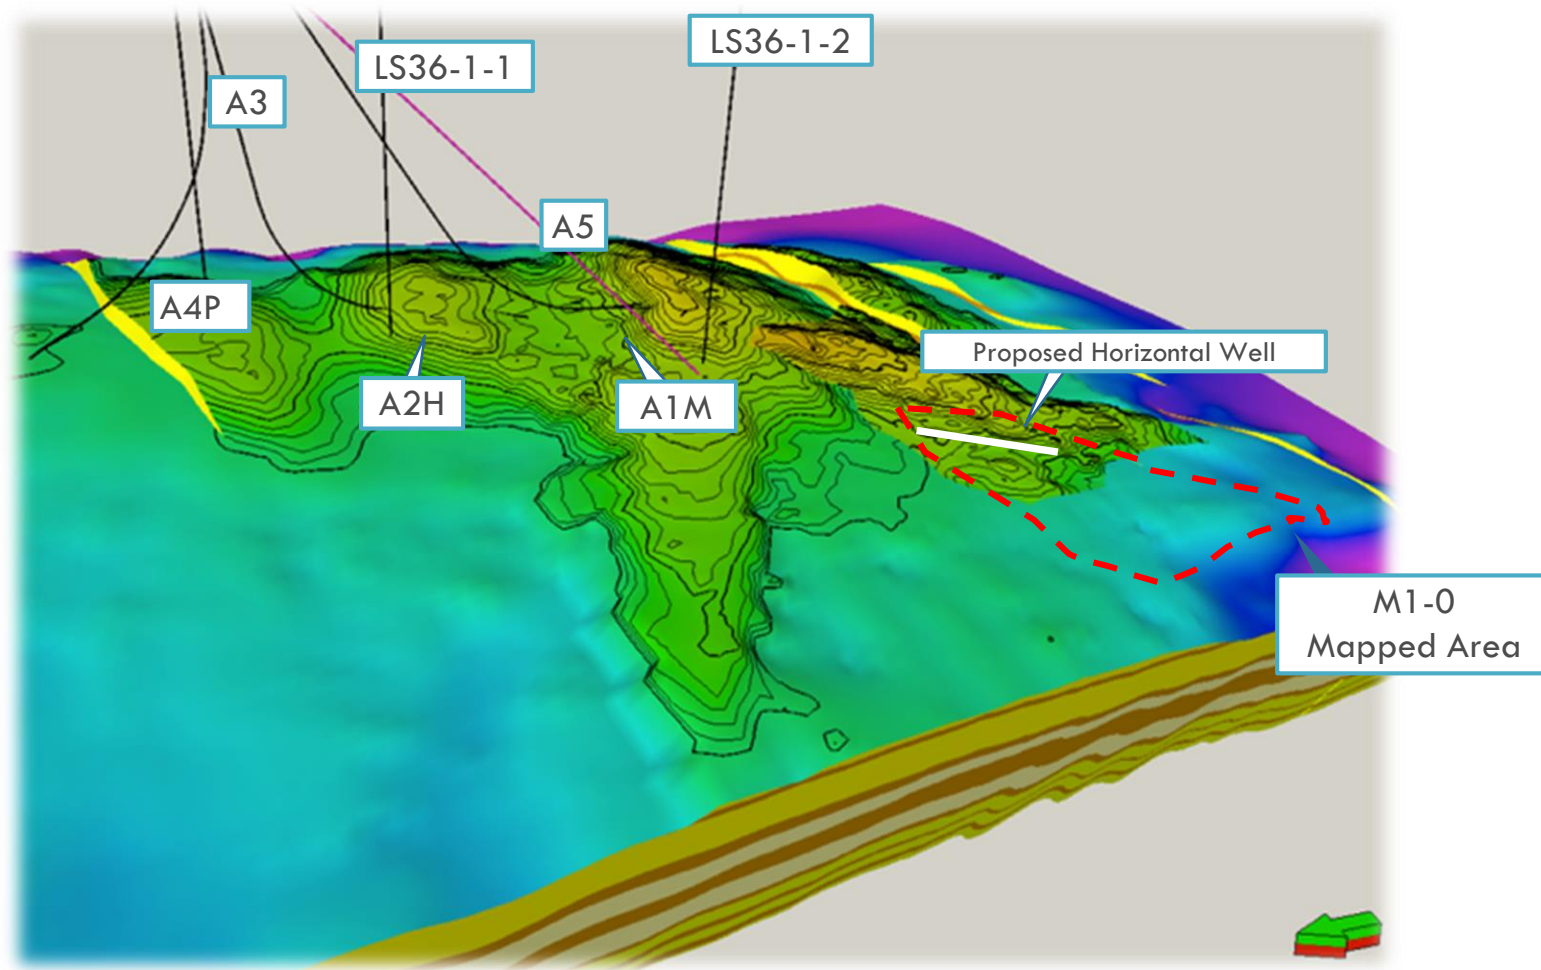 LS36-1-2
LS36-1-1
A3
A5
A4P
Proposed Horizontal Well
A2H
A1M
M1-0
Mapped Area